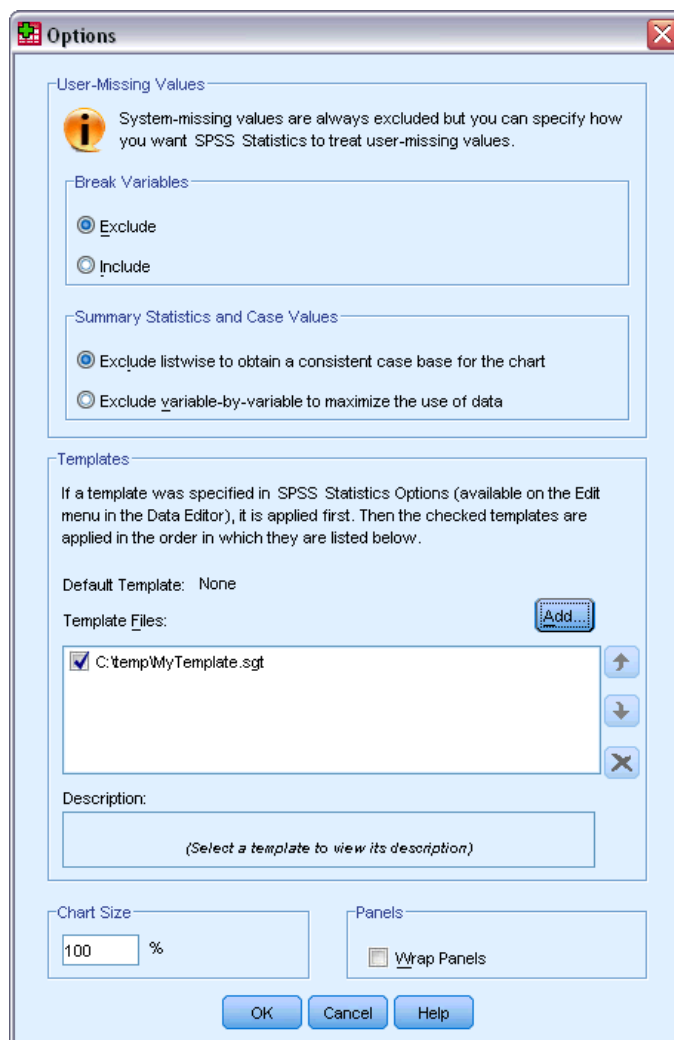 Options
User-Missing Values
System-missing values are always excluded but you can specify how
you want SPSS Statistics to treat user-missing values.
Break Variables
Exclude
Include
Summary Statistics and Case Values
Exclude listwise to obtain a consistent case base for the chart
Exclude variable-by-variable to maximize the use of data
Templates
If a template was specified in SPSS Statistics Options (available on the Edit
menu in the Data Editor), it is applied first. Then the checked templates are
applied in the order in which they are listed below.
Default Template: None
Add...
Template Files:
C:\temp\MyTemplate.sgt
Description:
(Select a template to view its description)
Chart Size
100 %
Panels
Wrap Panels
OK Cancel Help